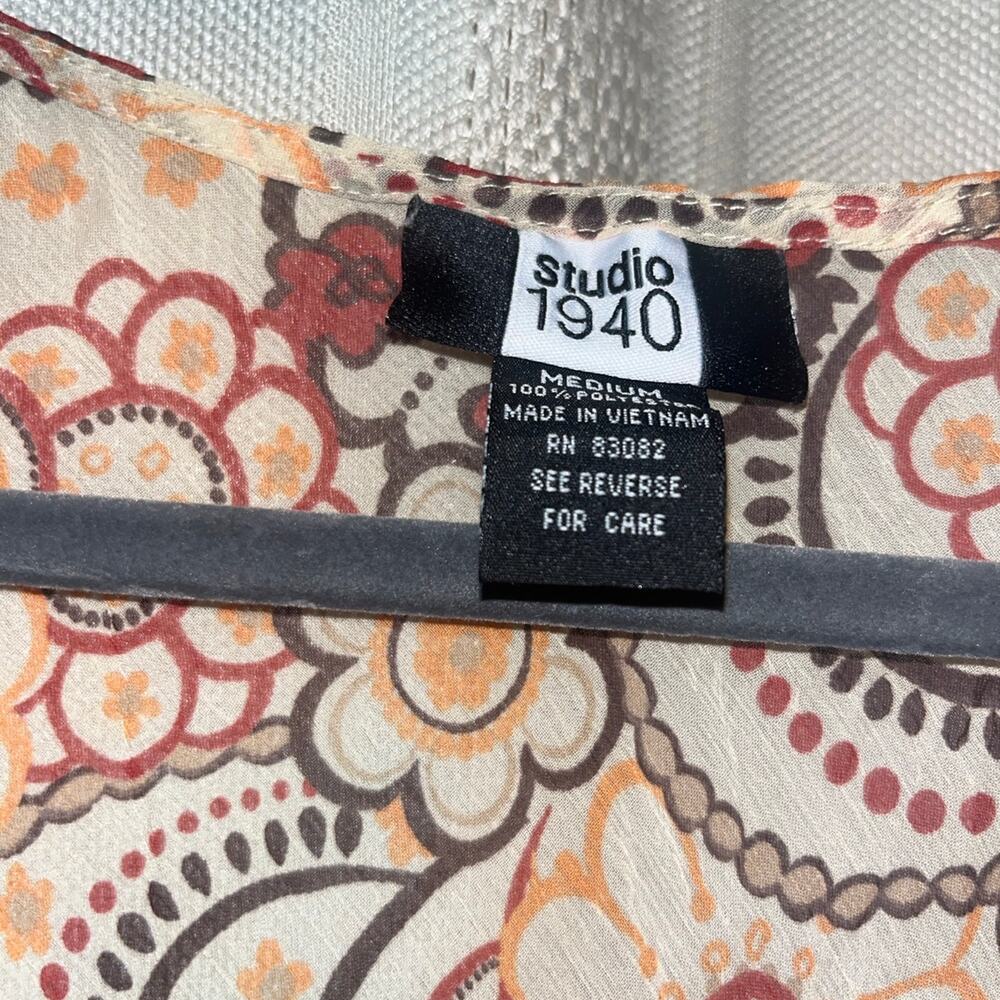 studio
1940
MEDIUM
100% POLYESTER
MADE IN VIETNAM
RN 83082
SEE REVERSE
FOR CARE